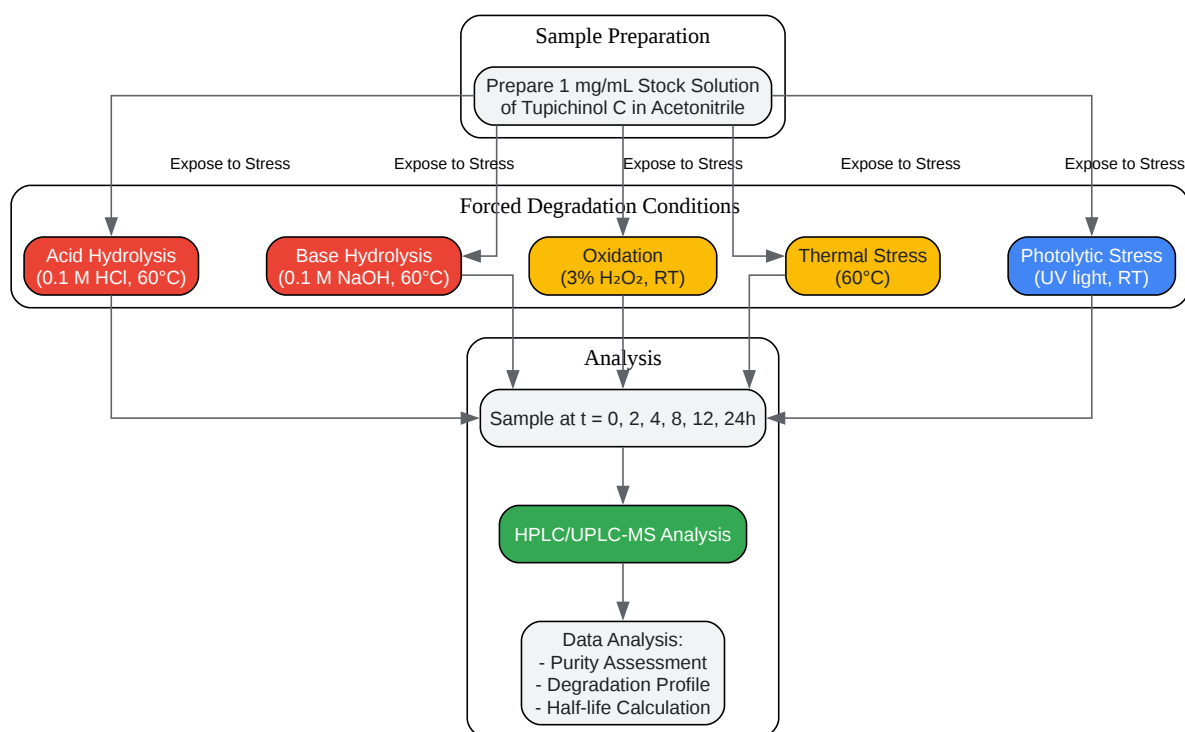 Sample Preparation
Prepare 1 mg/mL Stock Solution
of Tupichinol C in Acetonitrile
Expose to Stress
Expose to Stress
Expose to Stress
Expose to Stress
Expose to Stress
Forced Degradation Conditions
Acid Hydrolysis
(0.1 M HCl, 60°C)
Base Hydrolysis
(0.1 M NaOH, 60°C)
Oxidation
(3% H₂O₂, RT)
Thermal Stress
(60°C)
Photolytic Stress
(UV light, RT)
Analysis
Sample at t = 0, 2, 4, 8, 12, 24h
HPLC/UPLC-MS Analysis
Data Analysis:
- Purity Assessment
- Degradation Profile
- Half-life Calculation